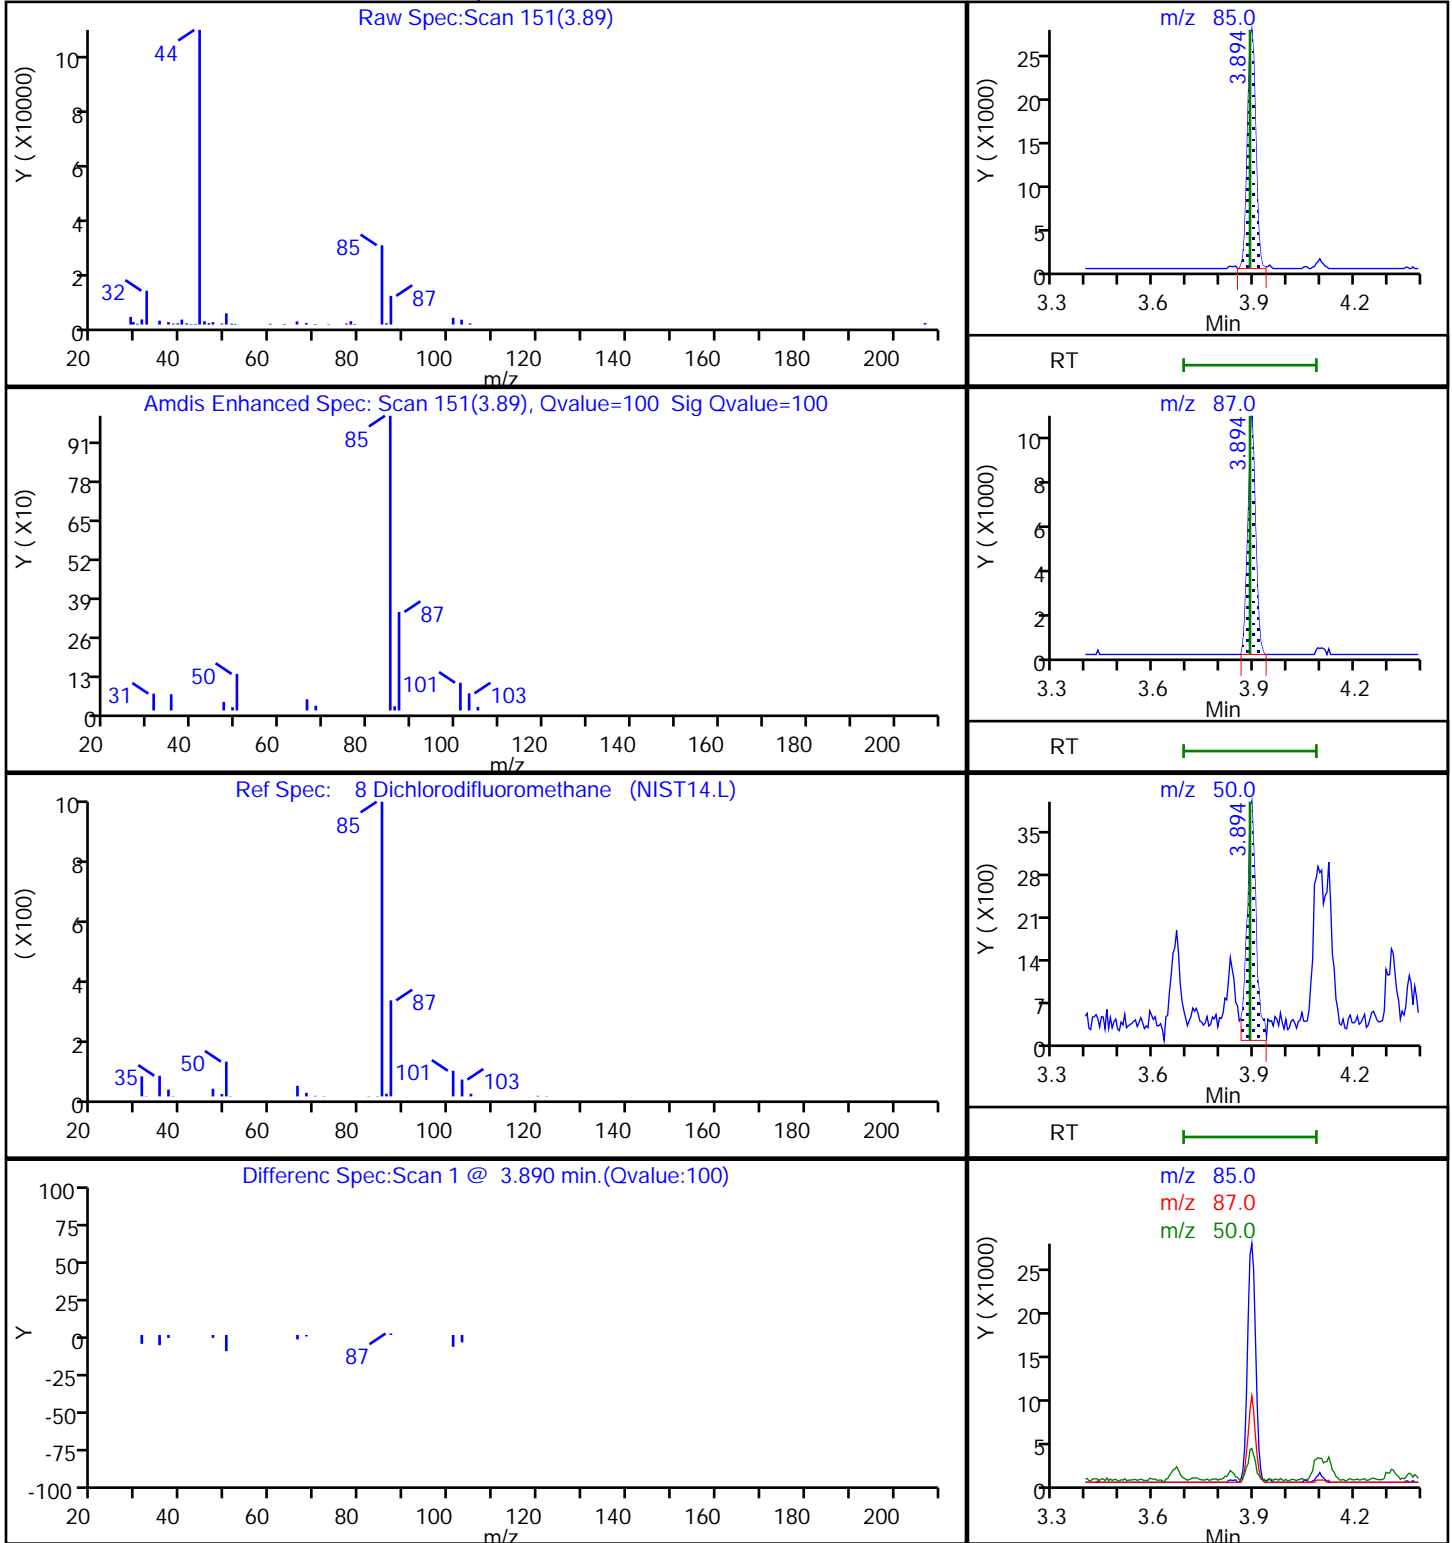 Raw Spec:Scan 151(3.89)
Y ( X10000)
10
8
6
4
2
0
44
32
85
87
20 40 60 80 100 120 140 160 180 200
m/z
m/z 85.0
Y ( X1000)
25
20
15
10
5
0
3.894
3.3 3.6 3.9 4.2
Min
RT
Amdis Enhanced Spec: Scan 151(3.89), Qvalue=100 Sig Qvalue=100
Y ( X10)
91
78
65
52
39
26
13
0
85
87
50
31
101
103
20 40 60 80 100 120 140 160 180 200
m/z
m/z 87.0
Y ( X1000)
10
8
6
4
2
0
3.894
3.3 3.6 3.9 4.2
Min
RT
Ref Spec: 8 Dichlorodifluoromethane (NIST14.L)
( X100)
10
8
6
4
2
0
85
87
50
35
101
103
20 40 60 80 100 120 140 160 180 200
m/z 50.0
Y ( X100)
35
28
21
14
7
0
3.894
3.3 3.6 3.9 4.2
Min
RT
Differenc Spec:Scan 1 @ 3.890 min.(Qvalue:100)
Y
100
75
50
25
0
-25
-50
-75
-100
87
20 40 60 80 100 120 140 160 180 200
m/z
m/z 85.0
m/z 87.0
m/z 50.0
Y ( X1000)
25
20
15
10
5
0
3.3 3.6 3.9 4.2
Min